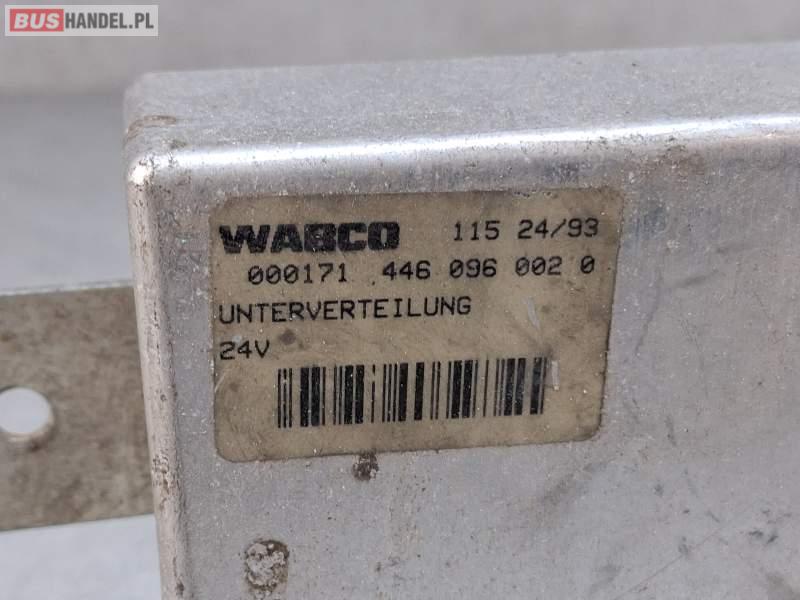 BUSHANDEL.PL
WABCO 115 24/93
000171 446 096 002 0
UNTERVERTEILUNG
24V